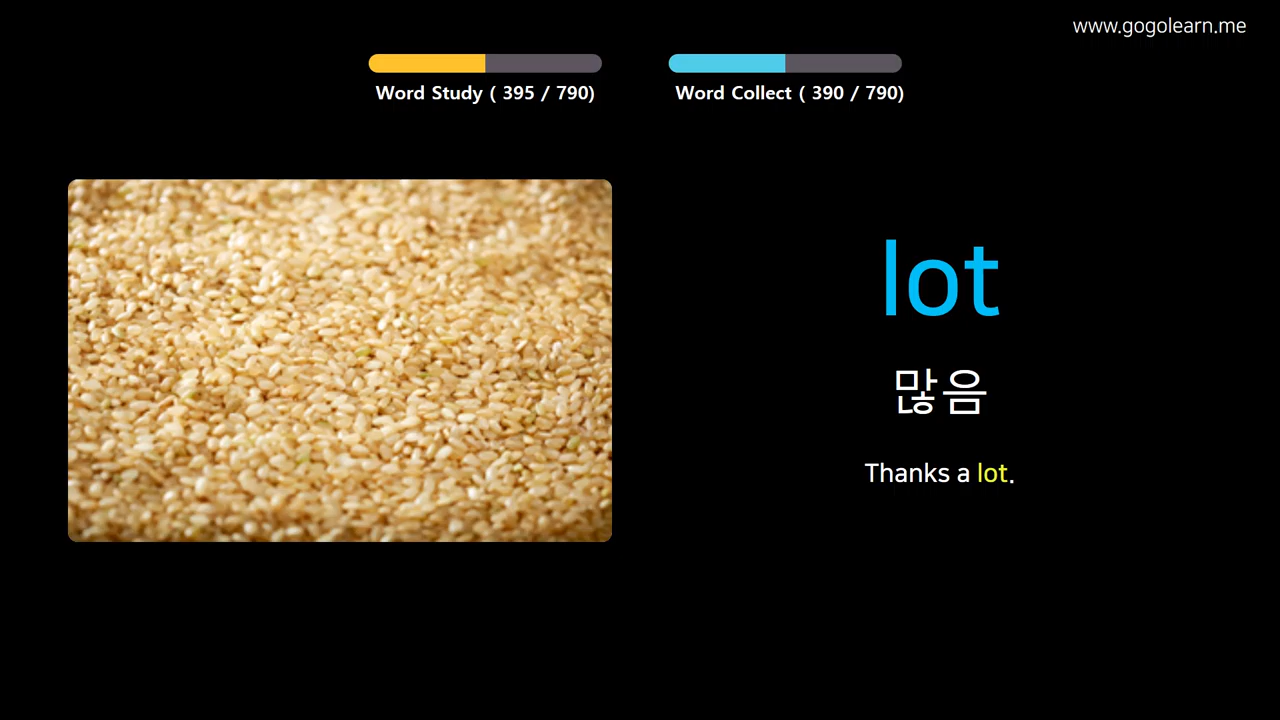 www.gogolearn.me
Word Study ( 395 / 790)
Word Collect ( 390 / 790)
lot
많음
Thanks a lot.